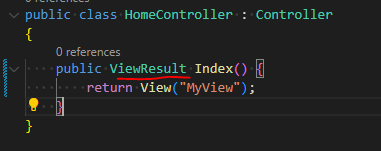 0 references
public class HomeController : Controller
{
0 references
public ViewResult Index() {
return View("MyView");
}
}